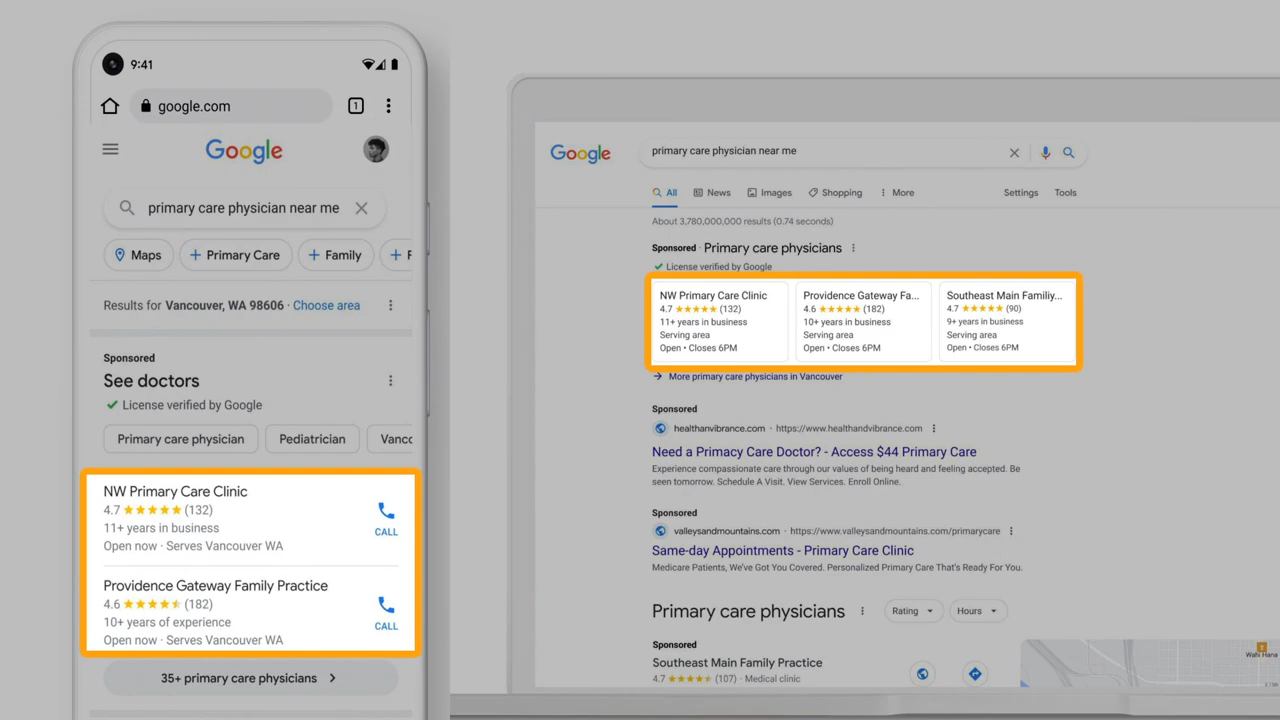 9:41
google.com
1
Google
primary care physician near me
Maps
+ Primary Care
+ Family
+ F
Results for Vancouver, WA 98606 · Choose area
Sponsored
See doctors
License verified by Google
Primary care physician
Pediatrician
Vanco
NW Primary Care Clinic
4.7 ★★★★★ (132)
11+ years in business
Open now · Serves Vancouver WA
CALL
Providence Gateway Family Practice
4.6 ★★★★★ (182)
10+ years of experience
Open now · Serves Vancouver WA
CALL
35+ primary care physicians
Google
primary care physician near me
All News Images Shopping More Settings Tools
About 3,780,000,000 results (0.74 seconds)
Sponsored · Primary care physicians
License verified by Google
NW Primary Care Clinic
4.7 ★★★★★ (132)
11+ years in business
Serving area
Open • Closes 6PM
Providence Gateway Fa...
4.6 ★★★★★ (182)
10+ years in business
Serving area
Open • Closes 6PM
Southeast Main Familiy...
4.7 ★★★★★ (90)
9+ years in business
Serving area
Open • Closes 6PM
More primary care physicians in Vancouver
Sponsored
healthanvibrance.com · https://www.healthandvibrance.com
Need a Primacy Care Doctor? - Access $44 Primary Care
Experience compassionate care through our values of being heard and feeling accepted. Be
seen tomorrow. Schedule A Visit. View Services. Enroll Online.
Sponsored
valleysandmountains.com · https://www.valleysandmountains.com/primarycare
Same-day Appointments - Primary Care Clinic
Medicare Patients, We've Got You Covered. Personalized Primary Care That's Ready For You.
Primary care physicians
Rating
Hours
Sponsored
Southeast Main Family Practice
4.7 ★★★★★ (107) · Medical clinic
Wahi Hana